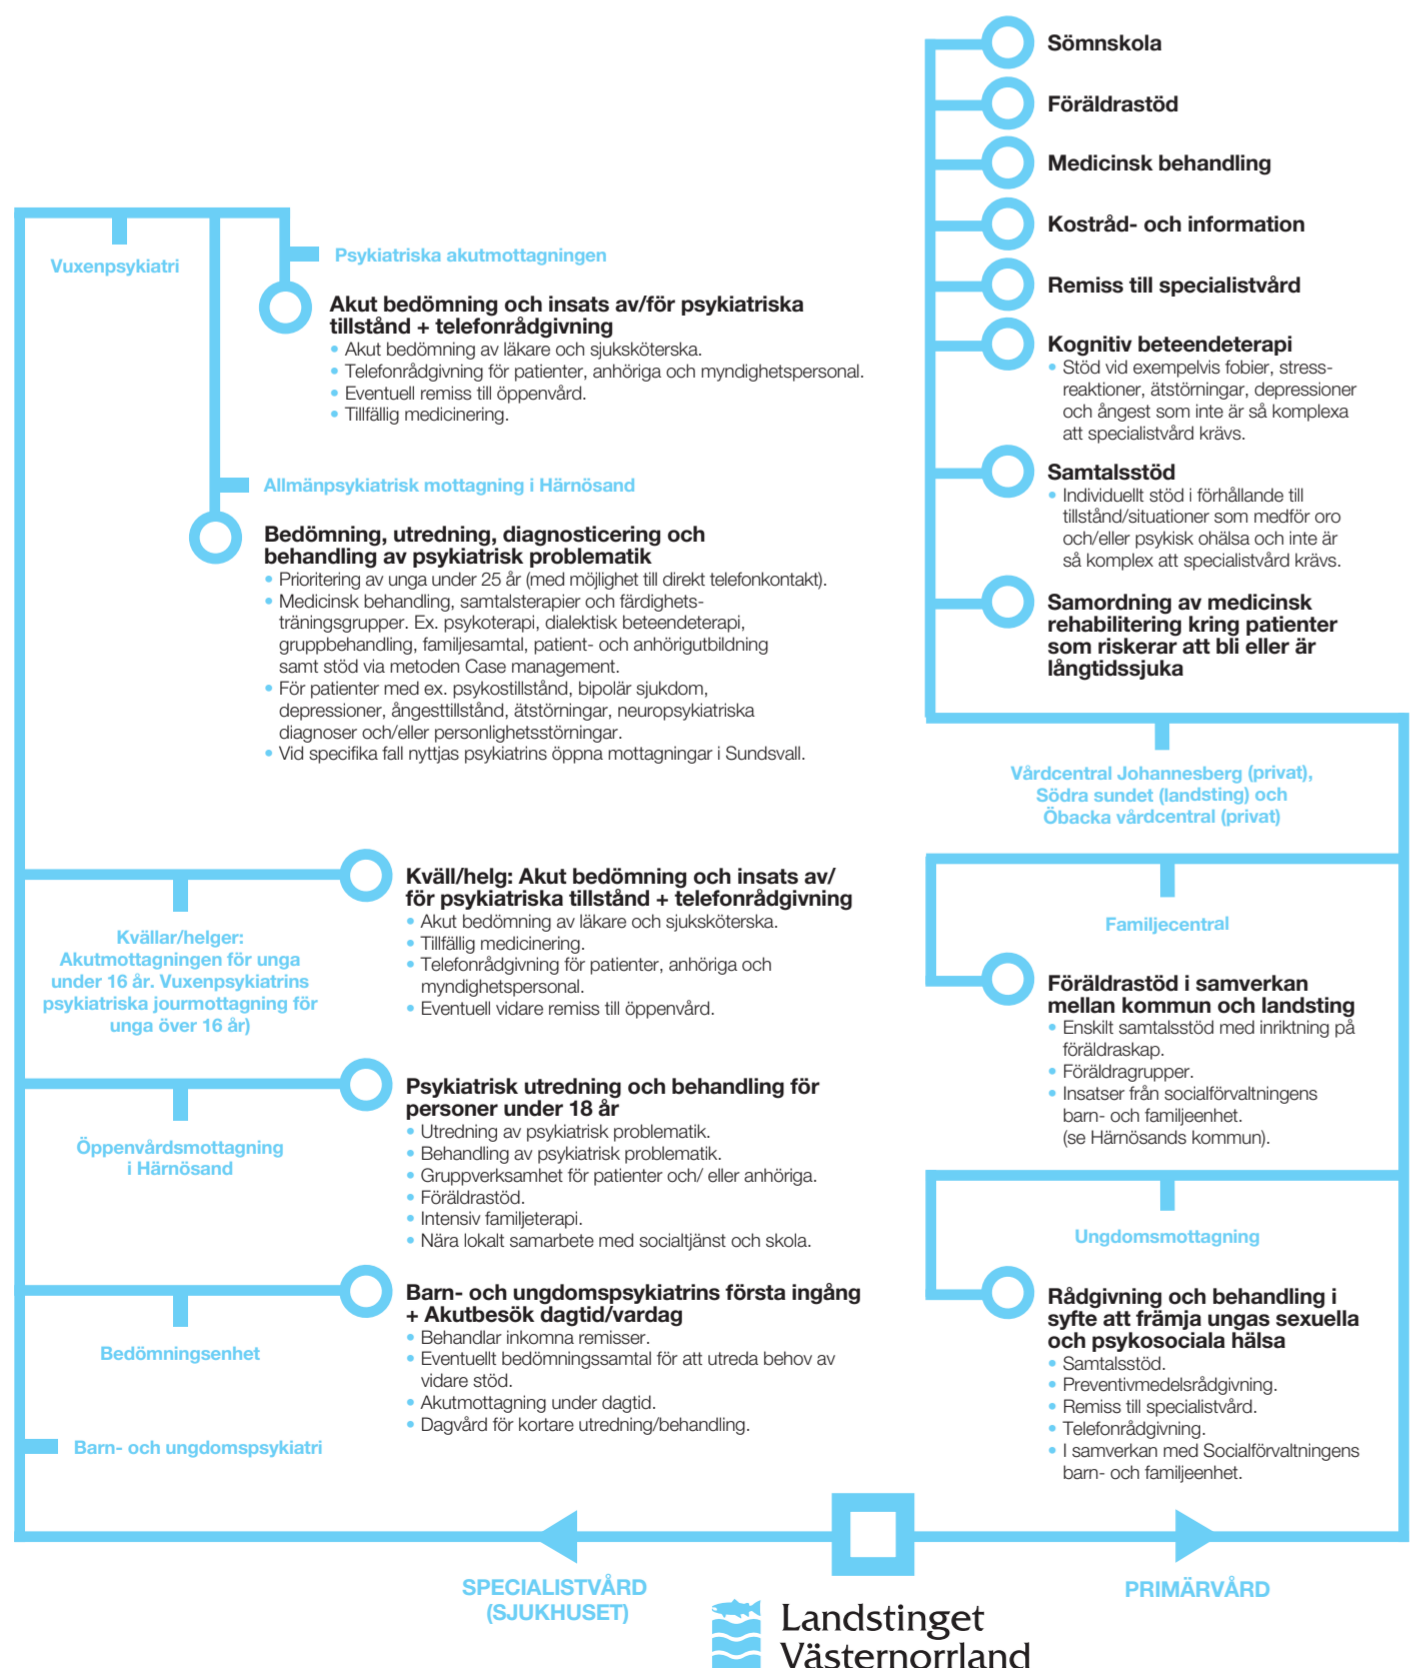 Vuxenpsykiatri
Psykiatriska akutmottagningen
Akut bedömning och insats av/för psykiatriska
tillstånd + telefonrådgivning
• Akut bedömning av läkare och sjuksköterska.
• Telefonrådgivning för patienter, anhöriga och myndighetspersonal.
• Eventuell remiss till öppenvård.
• Tillfällig medicinering.
Allmänpsykiatrisk mottagning i Härnösand
Bedömning, utredning, diagnosticering och
behandling av psykiatrisk problematik
• Prioritering av unga under 25 år (med möjlighet till direkt telefonkontakt).
• Medicinsk behandling, samtalsterapier och färdighets-
träningsgrupper. Ex. psykoterapi, dialektisk beteendeterapi,
gruppbehandling, familjesamtal, patient- och anhörigutbildning
samt stöd via metoden Case management.
• För patienter med ex. psykostillstånd, bipolär sjukdom,
depressioner, ångesttillstånd, ätstörningar, neuropsykiatriska
diagnoser och/eller personlighetsstörningar.
• Vid specifika fall nyttjas psykiatrins öppna mottagningar i Sundsvall.
Kvällar/helger:
Akutmottagningen för unga
under 16 år. Vuxenpsykiatrins
psykiatriska jourmottagning för
unga över 16 år)
Kväll/helg: Akut bedömning och insats av/
för psykiatriska tillstånd + telefonrådgivning
• Akut bedömning av läkare och sjuksköterska.
• Tillfällig medicinering.
• Telefonrådgivning för patienter, anhöriga och
myndighetspersonal.
• Eventuell vidare remiss till öppenvård.
Öppenvårdsmottagning
i Härnösand
Psykiatrisk utredning och behandling för
personer under 18 år
• Utredning av psykiatrisk problematik.
• Behandling av psykiatrisk problematik.
• Gruppverksamhet för patienter och/ eller anhöriga.
• Föräldrastöd.
• Intensiv familjeterapi.
• Nära lokalt samarbete med socialtjänst och skola.
Bedömningsenhet
Barn- och ungdomspsykiatrins första ingång
+ Akutbesök dagtid/vardag
• Behandlar inkomna remisser.
• Eventuellt bedömningssamtal för att utreda behov av
vidare stöd.
• Akutmottagning under dagtid.
• Dagvård för kortare utredning/behandling.
Barn- och ungdomspsykiatri
SPECIALISTVÅRD
(SJUKHUSET)
Sömnskola
Föräldrastöd
Medicinsk behandling
Kostråd- och information
Remiss till specialistvård
Kognitiv beteendeterapi
• Stöd vid exempelvis fobier, stress-
reaktioner, ätstörningar, depressioner
och ångest som inte är så komplexa
att specialistvård krävs.
Samtalsstöd
• Individuellt stöd i förhållande till
tillstånd/situationer som medför oro
och/eller psykisk ohälsa och inte är
så komplex att specialistvård krävs.
Samordning av medicinsk
rehabilitering kring patienter
som riskerar att bli eller är
långtidssjuka
Vårdcentral Johannesberg (privat),
Södra sundet (landsting) och
Öbacka vårdcentral (privat)
Familjecentral
Föräldrastöd i samverkan
mellan kommun och landsting
• Enskilt samtalsstöd med inriktning på
föräldraskap.
• Föräldragrupper.
• Insatser från socialförvaltningens
barn- och familjeenhet.
(se Härnösands kommun).
Ungdomsmottagning
Rådgivning och behandling i
syfte att främja ungas sexuella
och psykosociala hälsa
• Samtalsstöd.
• Preventivmedelsrådgivning.
• Remiss till specialistvård.
• Telefonrådgivning.
• I samverkan med Socialförvaltningens
barn- och familjeenhet.
PRIMÄRVÅRD
Landstinget
Västernorrland